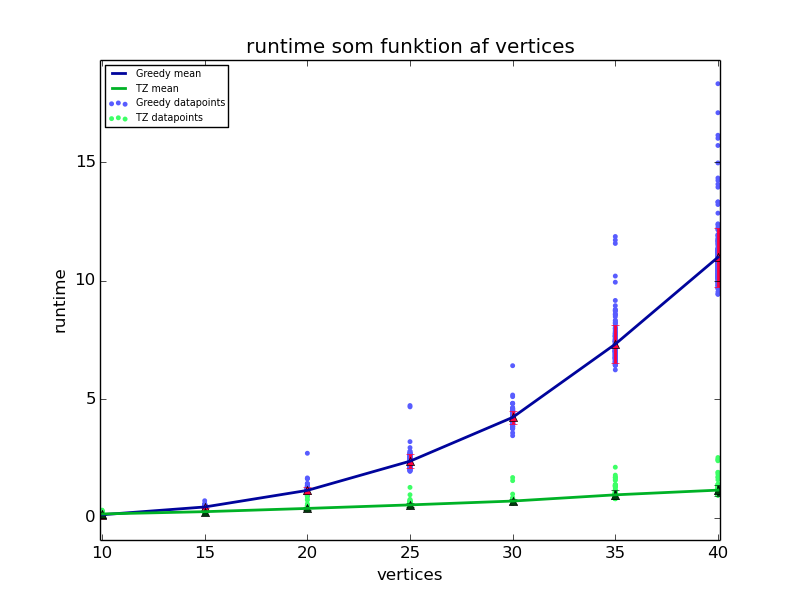 runtime som funktion af vertices
Greedy mean
TZ mean
Greedy datapoints
TZ datapoints
15
10
5
0
runtime
10 15 20 25 30 35 40
vertices